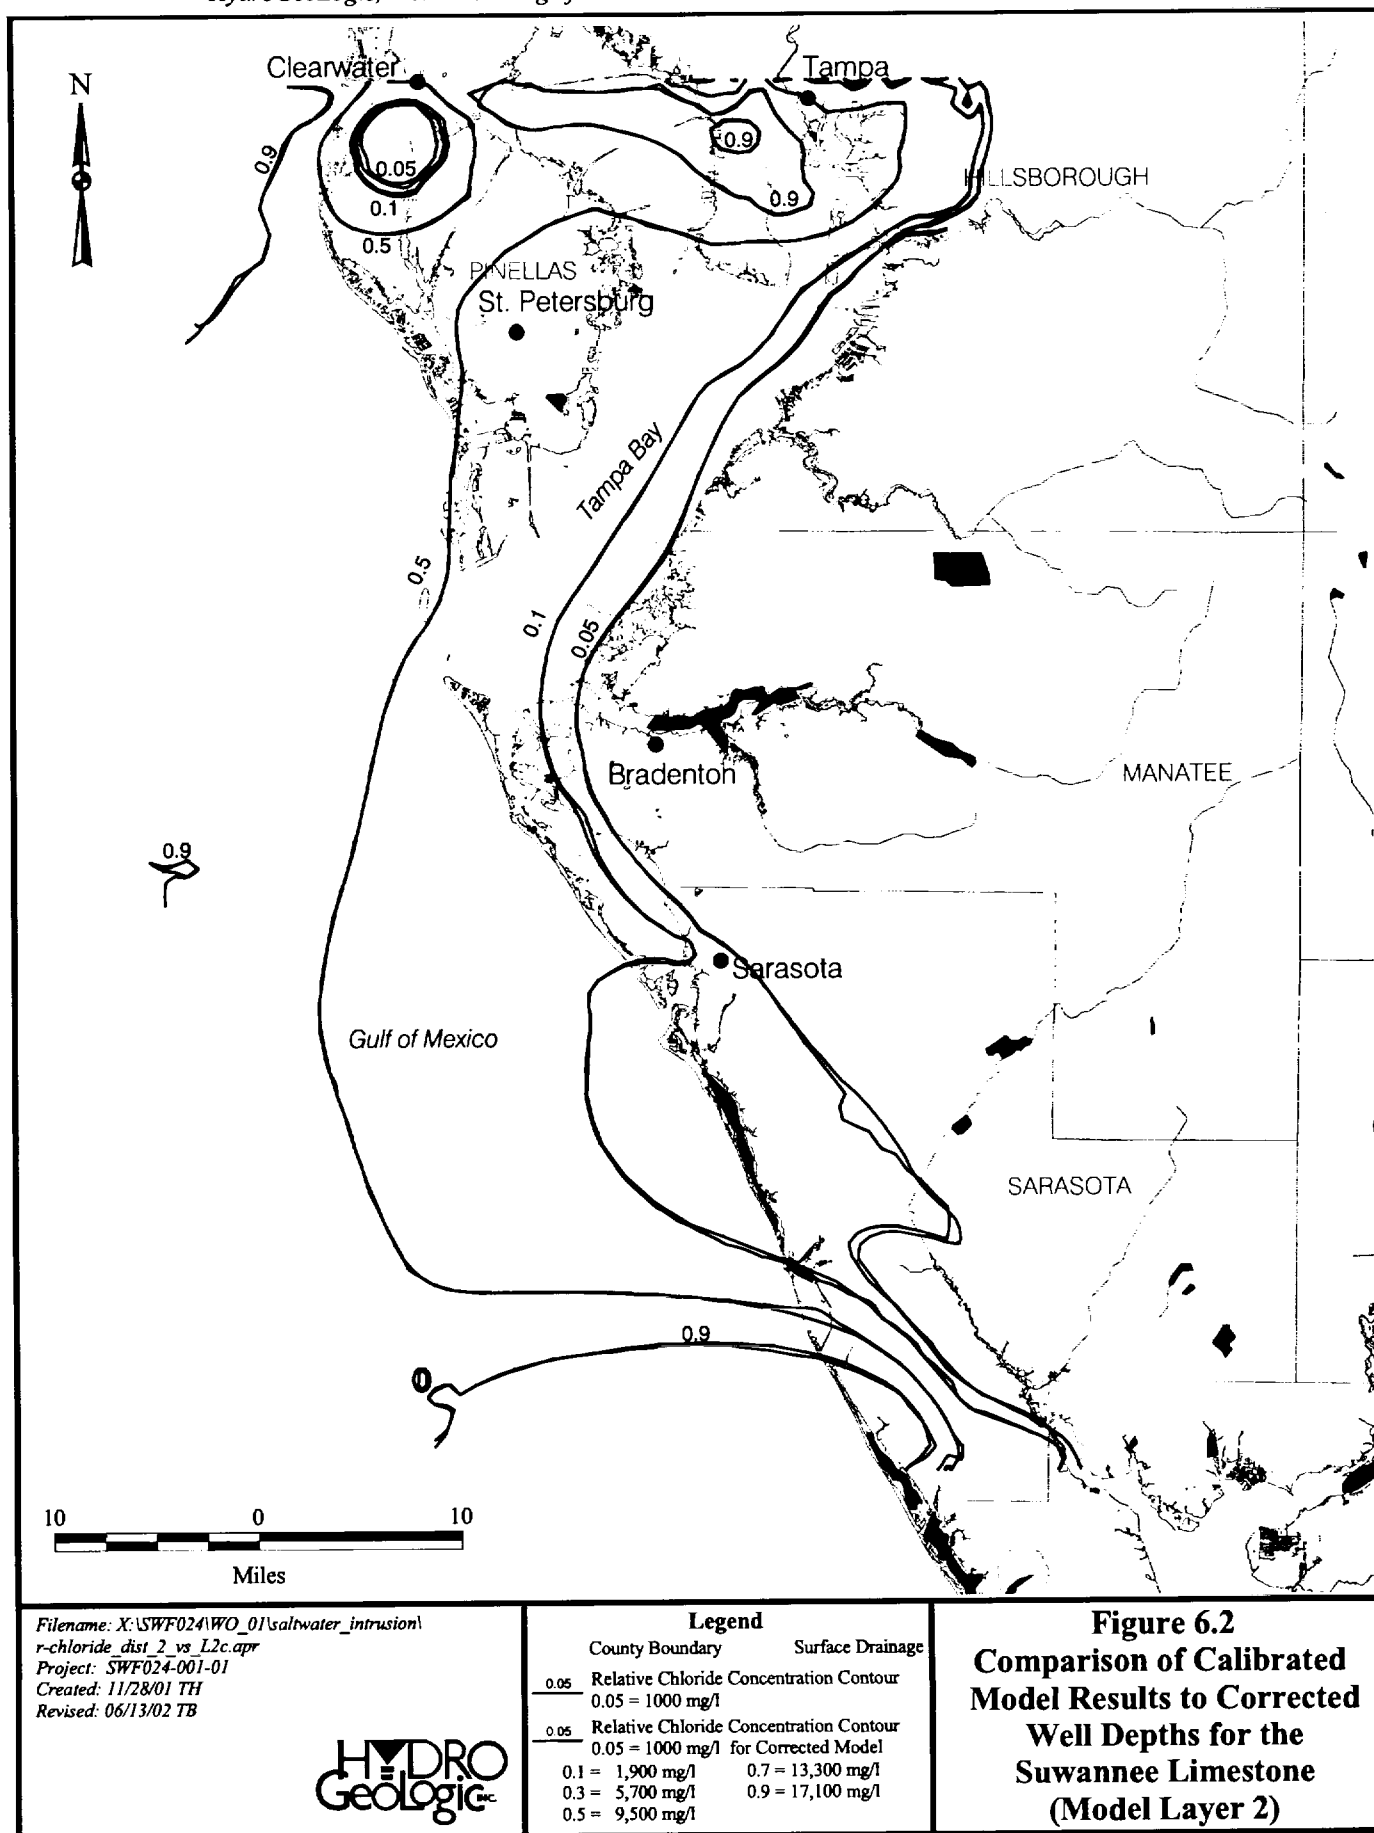 N
Clearwater
Tampa
0.9
0.05
0.1
0.5
0.9
0.9
HILLSBOROUGH
PINELLAS
St. Petersburg
Tampa Bay
0.5
0.1
0.05
Bradenton
MANATEE
0.9
Sarasota
Gulf of Mexico
SARASOTA
0.9
10 0 10
Miles
Filename: X:\SWF024\WO_01\saltwater_intrusion\
r-chloride_dist_2_vs_L2c.apr
Project: SWF024-001-01
Created: 11/28/01 TH
Revised: 06/13/02 TB
HYDRO
GeoLogic INC.
Legend
County Boundary Surface Drainage
0.05 Relative Chloride Concentration Contour
0.05 = 1000 mg/l
0.05 Relative Chloride Concentration Contour
0.05 = 1000 mg/l for Corrected Model
0.1 = 1,900 mg/l 0.7 = 13,300 mg/l
0.3 = 5,700 mg/l 0.9 = 17,100 mg/l
0.5 = 9,500 mg/l
Figure 6.2
Comparison of Calibrated
Model Results to Corrected
Well Depths for the
Suwannee Limestone
(Model Layer 2)